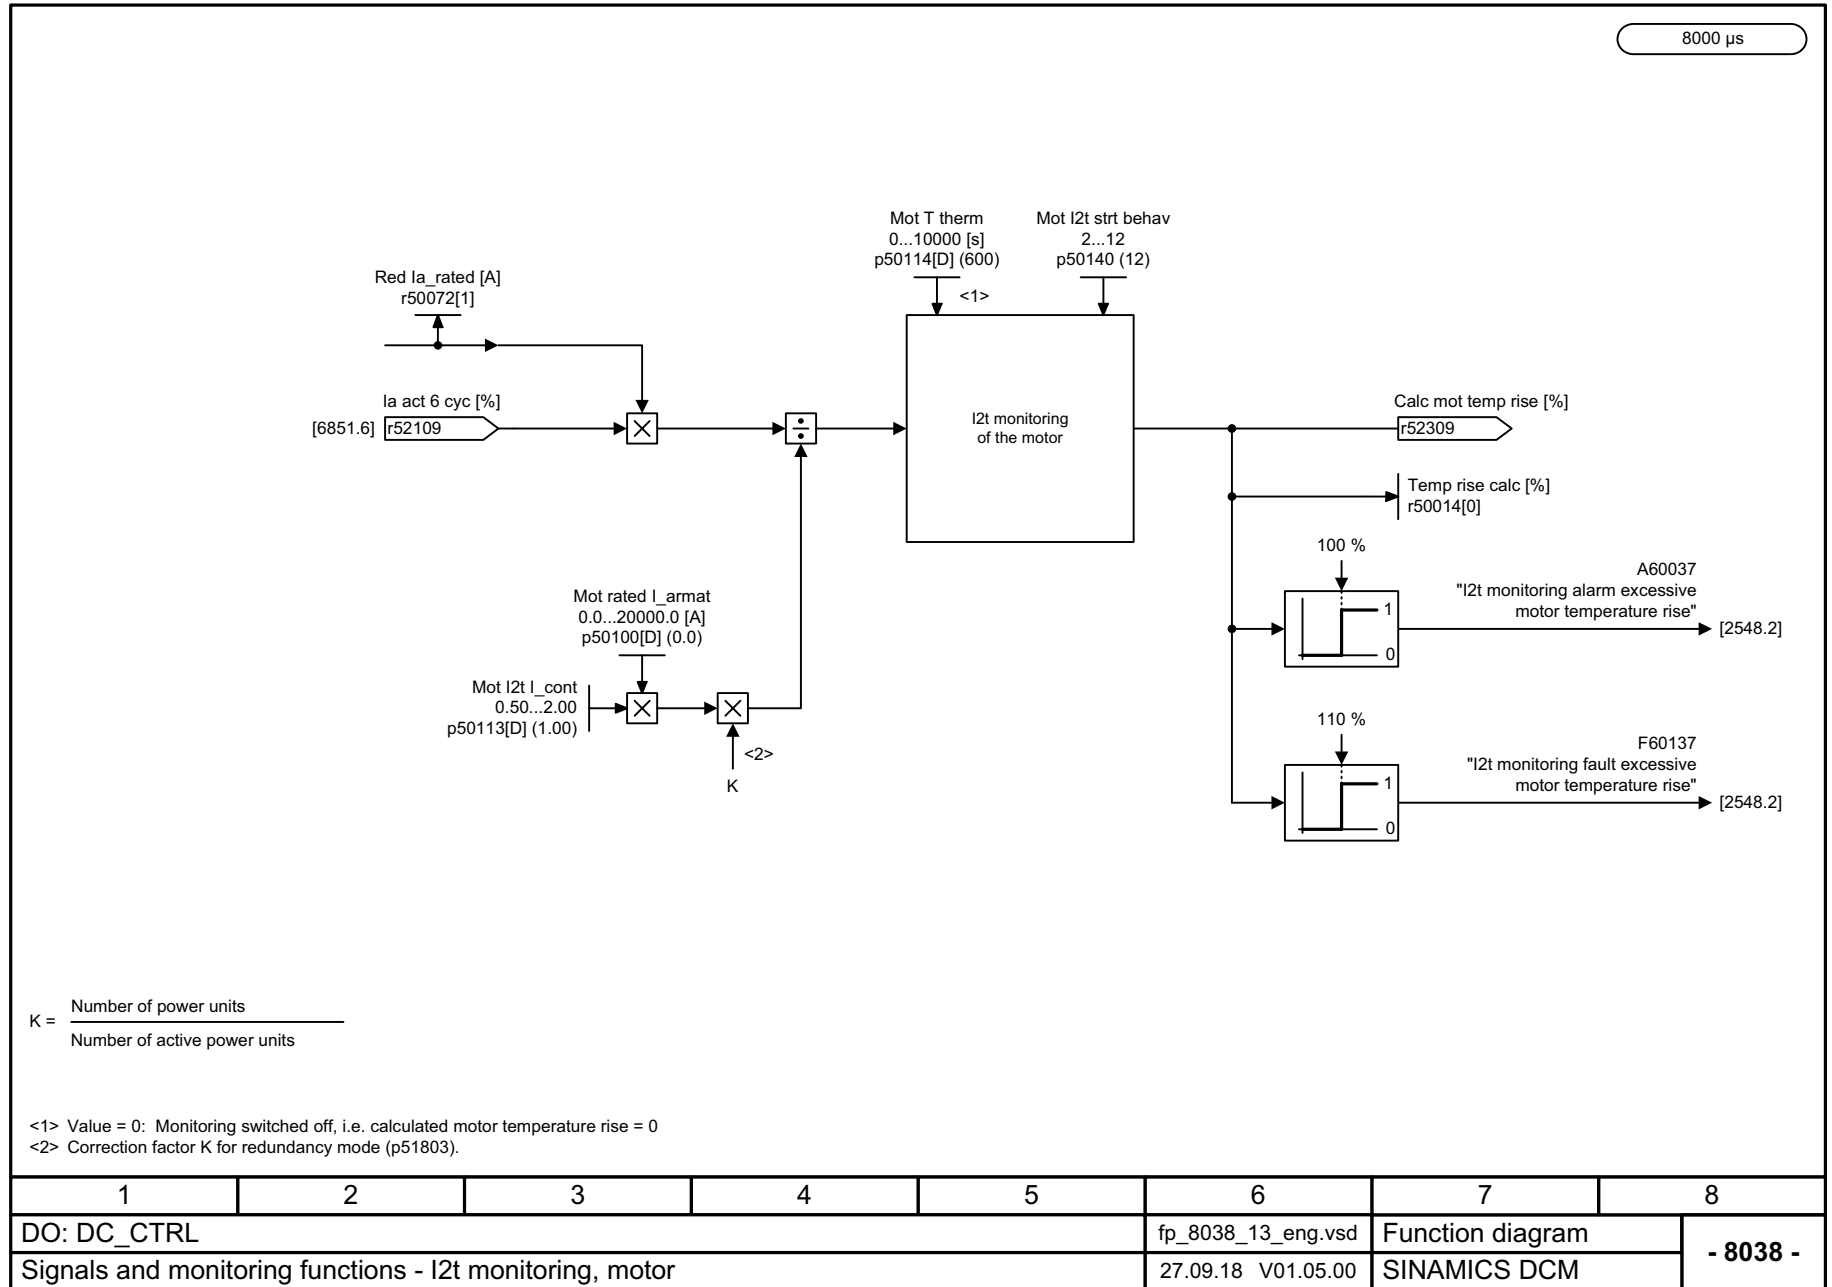 8000 µs
Mot T therm
0...10000 [s]
p50114[D] (600)
<1>
Mot I2t strt behav
2...12
p50140 (12)
Red Ia_rated [A]
r50072[1]
Ia act 6 cyc [%]
[6851.6]
r52109
I2t monitoring
of the motor
Calc mot temp rise [%]
r52309
Temp rise calc [%]
r50014[0]
100 %
1
0
A60037
"I2t monitoring alarm excessive
motor temperature rise"
[2548.2]
Mot rated I_armat
0.0...20000.0 [A]
p50100[D] (0.0)
Mot I2t I_cont
0.50...2.00
p50113[D] (1.00)
<2>
K
110 %
1
0
F60137
"I2t monitoring fault excessive
motor temperature rise"
[2548.2]
K =
Number of power units
Number of active power units
<1> Value = 0: Monitoring switched off, i.e. calculated motor temperature rise = 0
<2> Correction factor K for redundancy mode (p51803).
1 2 3 4 5 6 7 8
DO: DC_CTRL
fp_8038_13_eng.vsd
Function diagram
- 8038 -
Signals and monitoring functions - I2t monitoring, motor
27.09.18 V01.05.00
SINAMICS DCM